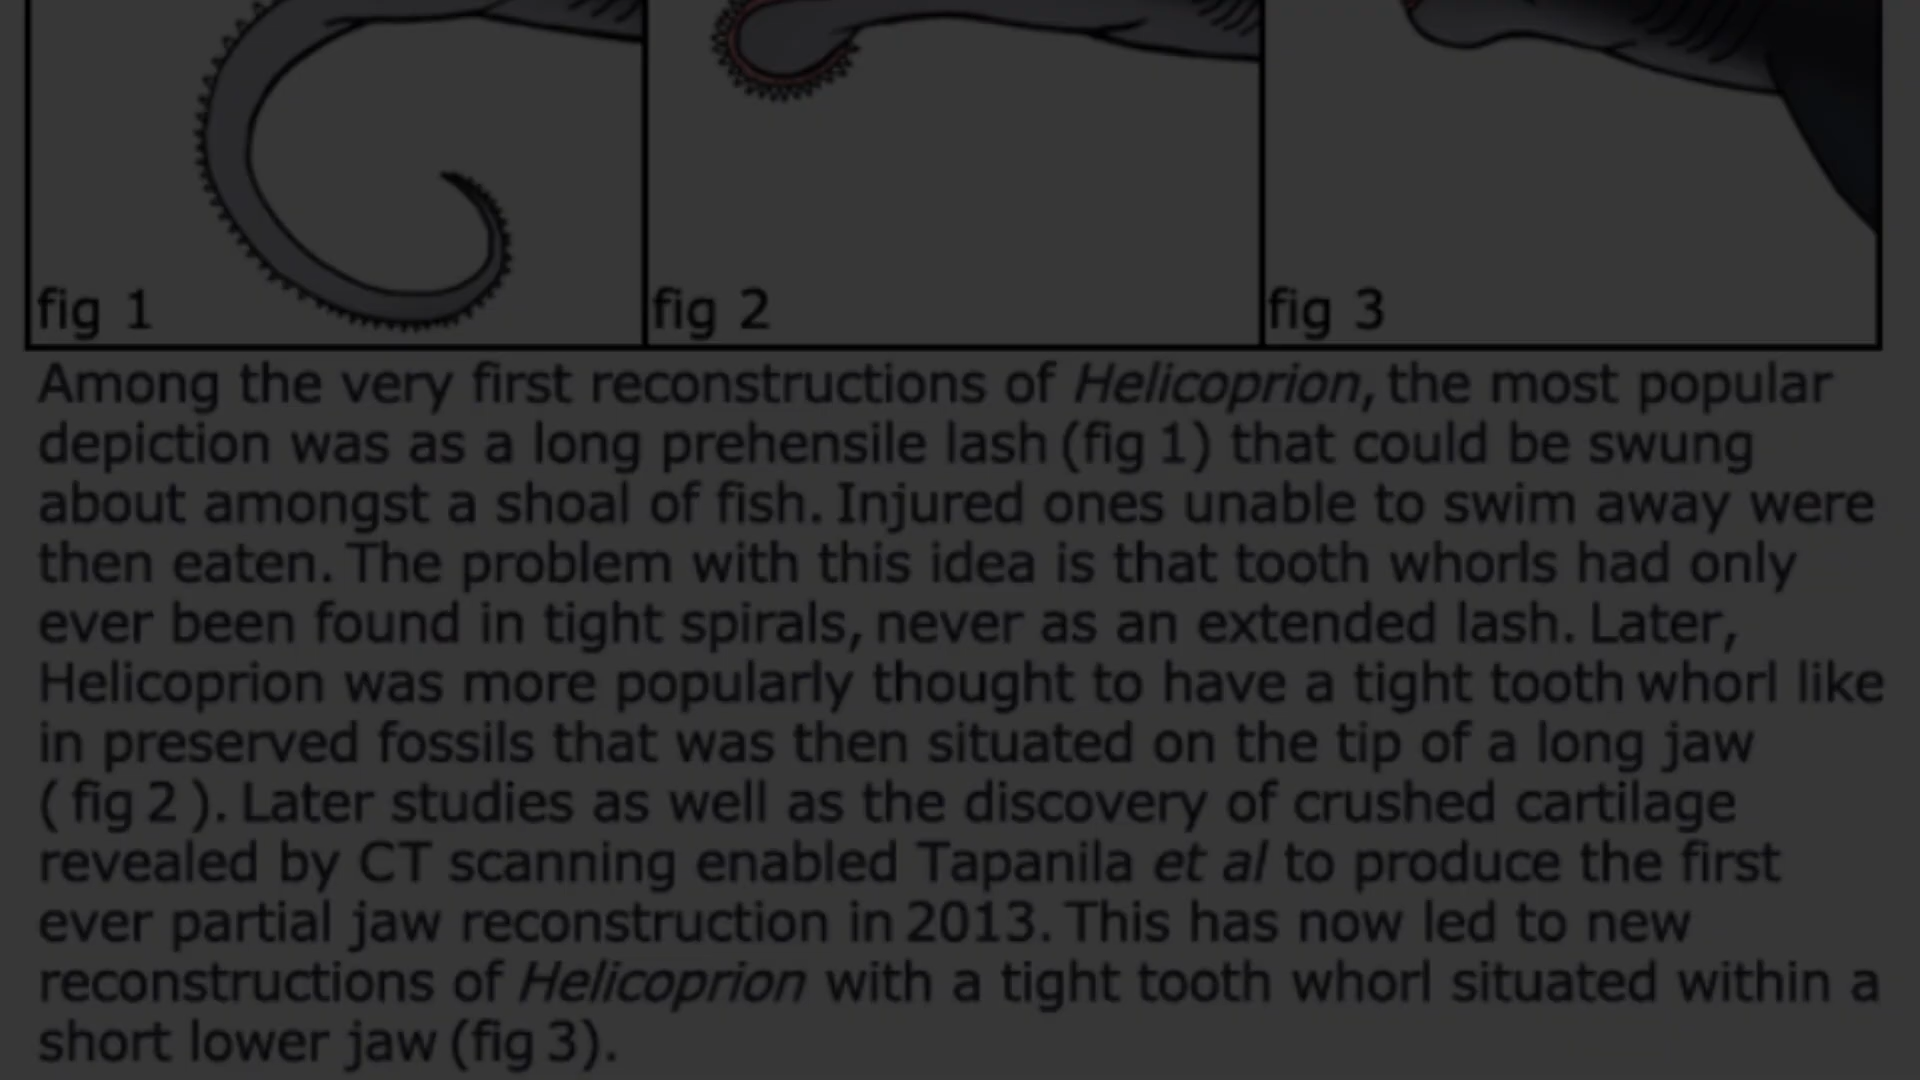 fig 1
fig 2
fig 3
Among the very first reconstructions of Helicoprion, the most popular
depiction was as a long prehensile lash (fig 1) that could be swung
about amongst a shoal of fish. Injured ones unable to swim away were
then eaten. The problem with this idea is that tooth whorls had only
ever been found in tight spirals, never as an extended lash. Later,
Helicoprion was more popularly thought to have a tight tooth whorl like
in preserved fossils that was then situated on the tip of a long jaw
( fig 2 ). Later studies as well as the discovery of crushed cartilage
revealed by CT scanning enabled Tapanila et al to produce the first
ever partial jaw reconstruction in 2013. This has now led to new
reconstructions of Helicoprion with a tight tooth whorl situated within a
short lower jaw (fig 3).